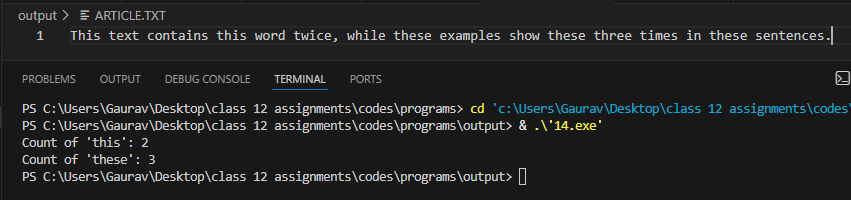 output > ARTICLE.TXT
1 This text contains this word twice, while these examples show these three times in these sentences.
PROBLEMS OUTPUT DEBUG CONSOLE TERMINAL PORTS
PS C:\Users\Gaurav\Desktop\class 12 assignments\codes\programs> cd 'c:\Users\Gaurav\Desktop\class 12 assignments\codes\
PS C:\Users\Gaurav\Desktop\class 12 assignments\codes\programs\output> & .\'14.exe'
Count of 'this': 2
Count of 'these': 3
PS C:\Users\Gaurav\Desktop\class 12 assignments\codes\programs\output>